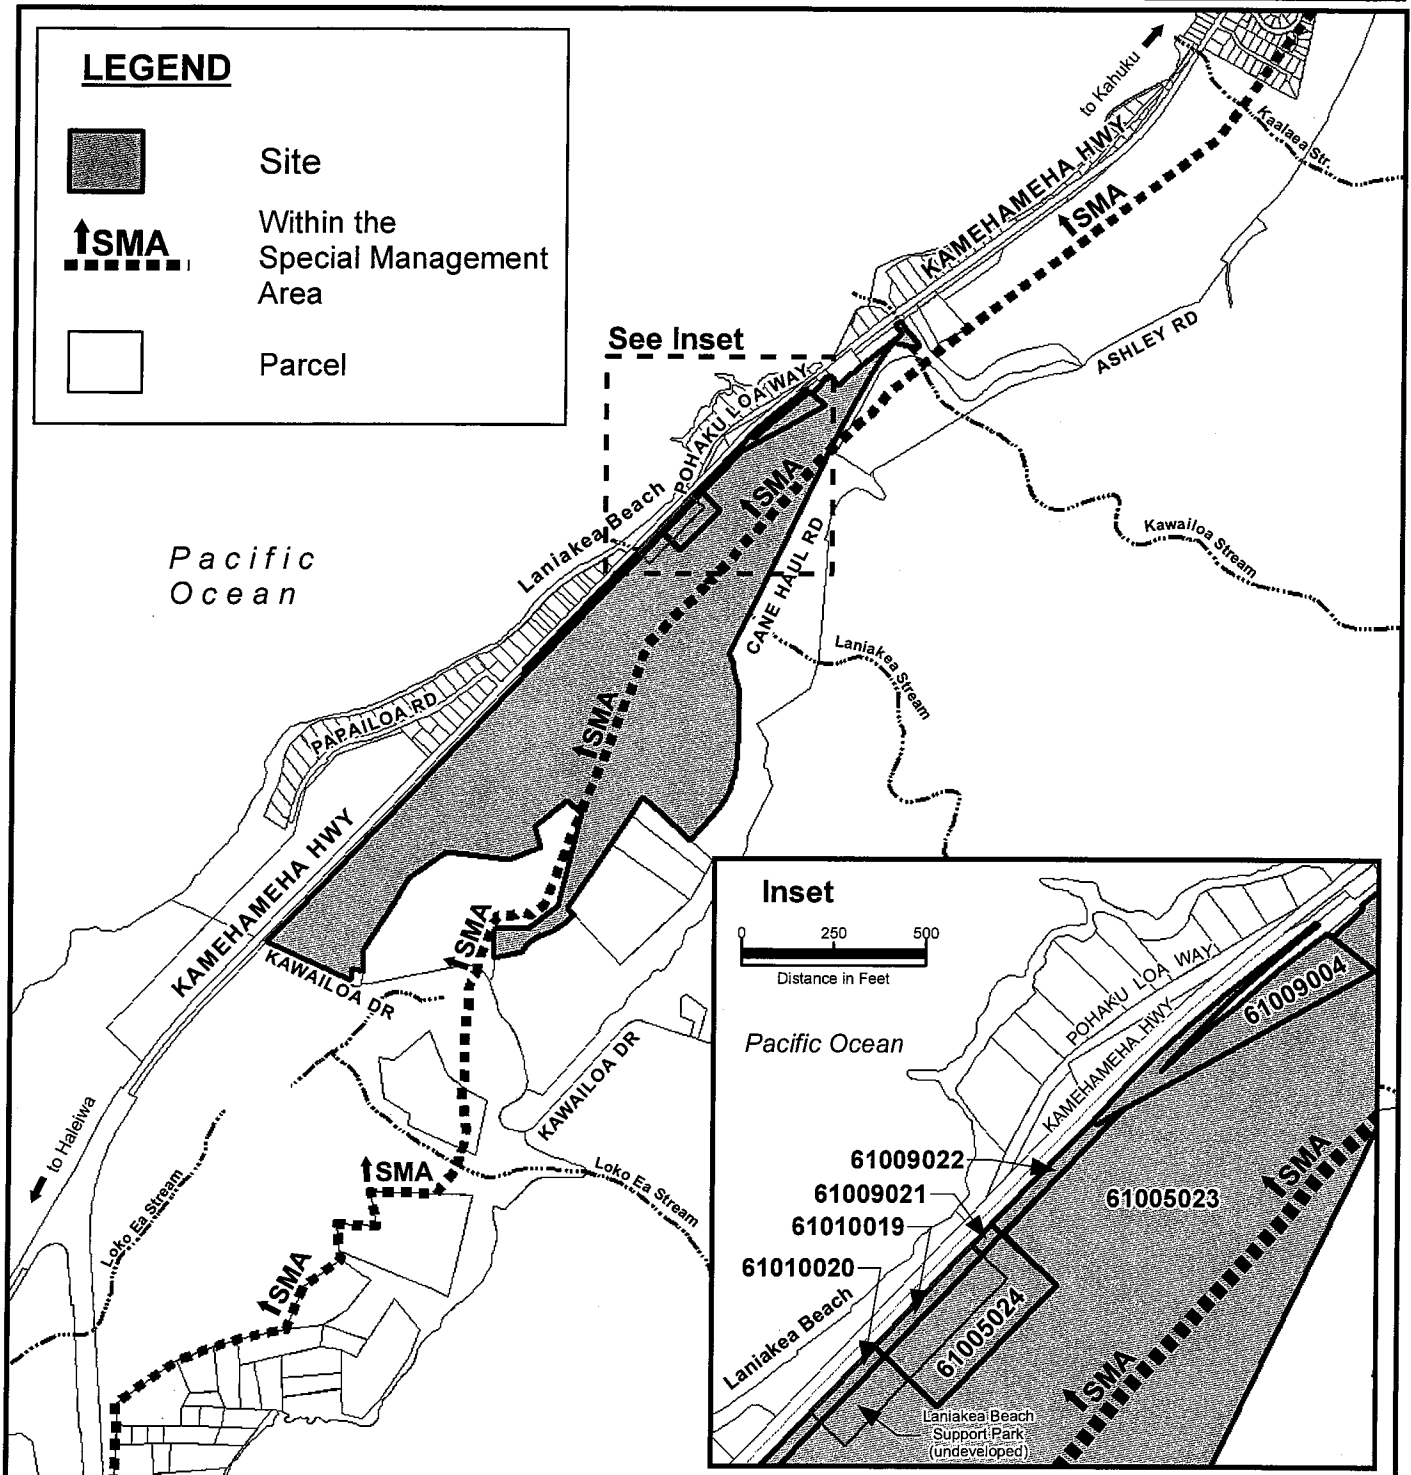 LEGEND
Site
SMA
Within the
Special Management
Area
Parcel
to Kahuku
Kaalaea Str.
KAMEHAMEHA HWY
SMA
ASHLEY RD
See Inset
POHAKU LOA WAY
SMA
Laniakea Beach
Kawailoa Stream
CANE HAUL RD
Pacific
Ocean
Laniakea Stream
SMA
PAPAILOA RD
KAMEHAMEHA HWY
SMA
KAWAILOA DR
KAWAILOA DR
to Haleiwa
SMA
Loko Ea Stream
Loko Ea Stream
SMA
Inset
0 250 500
Distance in Feet
Pacific Ocean
POHAKU LOA WAY
KAMEHAMEHA HWY
61009004
61009022
61009021
61010019
61010020
61005023
SMA
Laniakea Beach
61005024
SMA
Laniakea Beach
Support Park
(undeveloped)